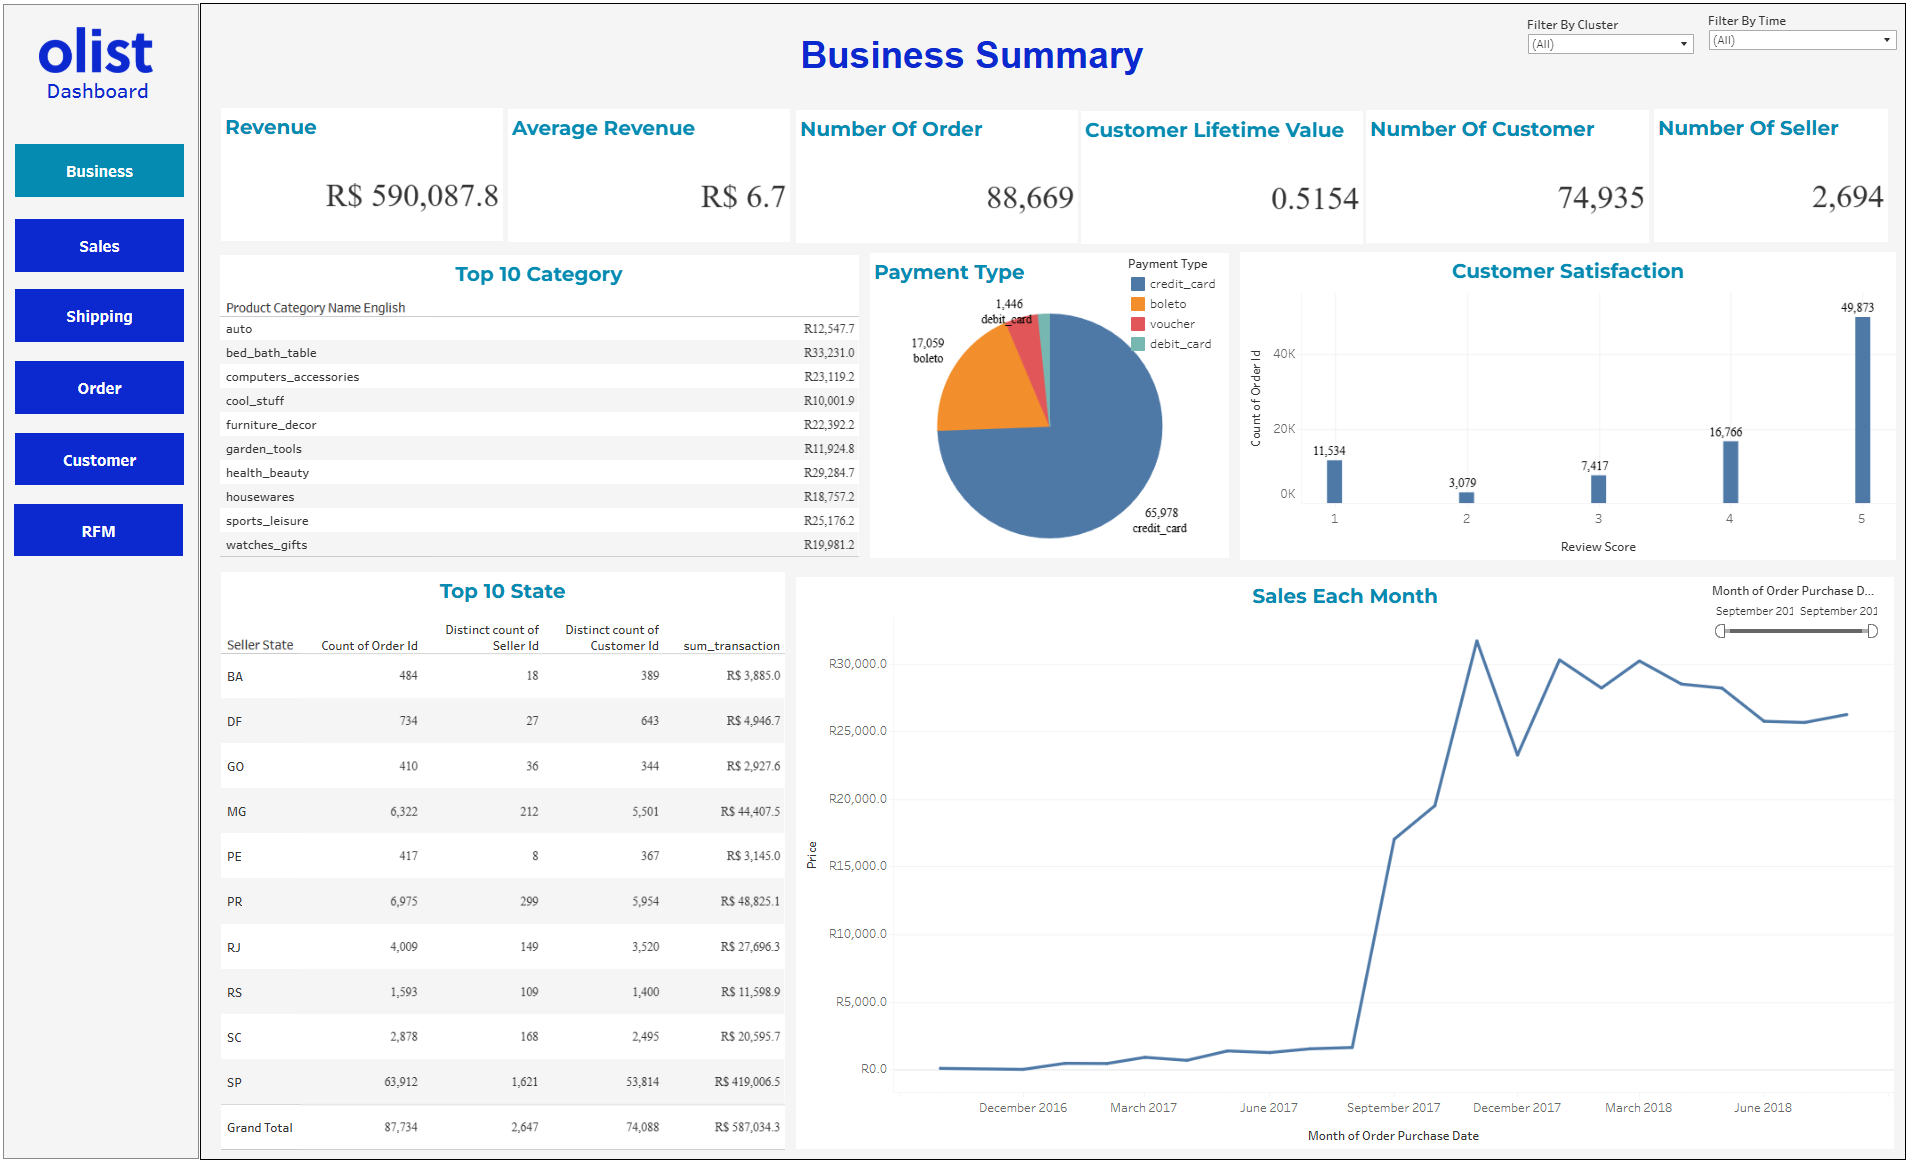 olist
Dashboard
Business
Sales
Shipping
Order
Customer
RFM
Business Summary
Filter By Cluster
(All)
Filter By Time
(All)
Revenue
R$ 590,087.8
Average Revenue
R$ 6.7
Number Of Order
88,669
Customer Lifetime Value
0.5154
Number Of Customer
74,935
Number Of Seller
2,694
Top 10 Category
Product Category Name English
auto R12,547.7
bed_bath_table R33,231.0
computers_accessories R23,119.2
cool_stuff R10,001.9
furniture_decor R22,392.2
garden_tools R11,924.8
health_beauty R29,284.7
housewares R18,757.2
sports_leisure R25,176.2
watches_gifts R19,981.2
Payment Type
Payment Type
credit_card
boleto
voucher
debit_card
1,446
debit_card
17,059
boleto
65,978
credit_card
Customer Satisfaction
Count of Order Id
40K
20K
0K
11,534
3,079
7,417
16,766
49,873
1 2 3 4 5
Review Score
Top 10 State
Seller State Count of Order Id Distinct count of Seller Id Distinct count of Customer Id sum_transaction
BA 484 18 389 R$ 3,885.0
DF 734 27 643 R$ 4,946.7
GO 410 36 344 R$ 2,927.6
MG 6,322 212 5,501 R$ 44,407.5
PE 417 8 367 R$ 3,145.0
PR 6,975 299 5,954 R$ 48,825.1
RJ 4,009 149 3,520 R$ 27,696.3
RS 1,593 109 1,400 R$ 11,598.9
SC 2,878 168 2,495 R$ 20,595.7
SP 63,912 1,621 53,814 R$ 419,006.5
Grand Total 87,734 2,647 74,088 R$ 587,034.3
Sales Each Month
Month of Order Purchase D...
September 201 September 201
Price
R30,000.0
R25,000.0
R20,000.0
R15,000.0
R10,000.0
R5,000.0
R0.0
December 2016 March 2017 June 2017 September 2017 December 2017 March 2018 June 2018
Month of Order Purchase Date